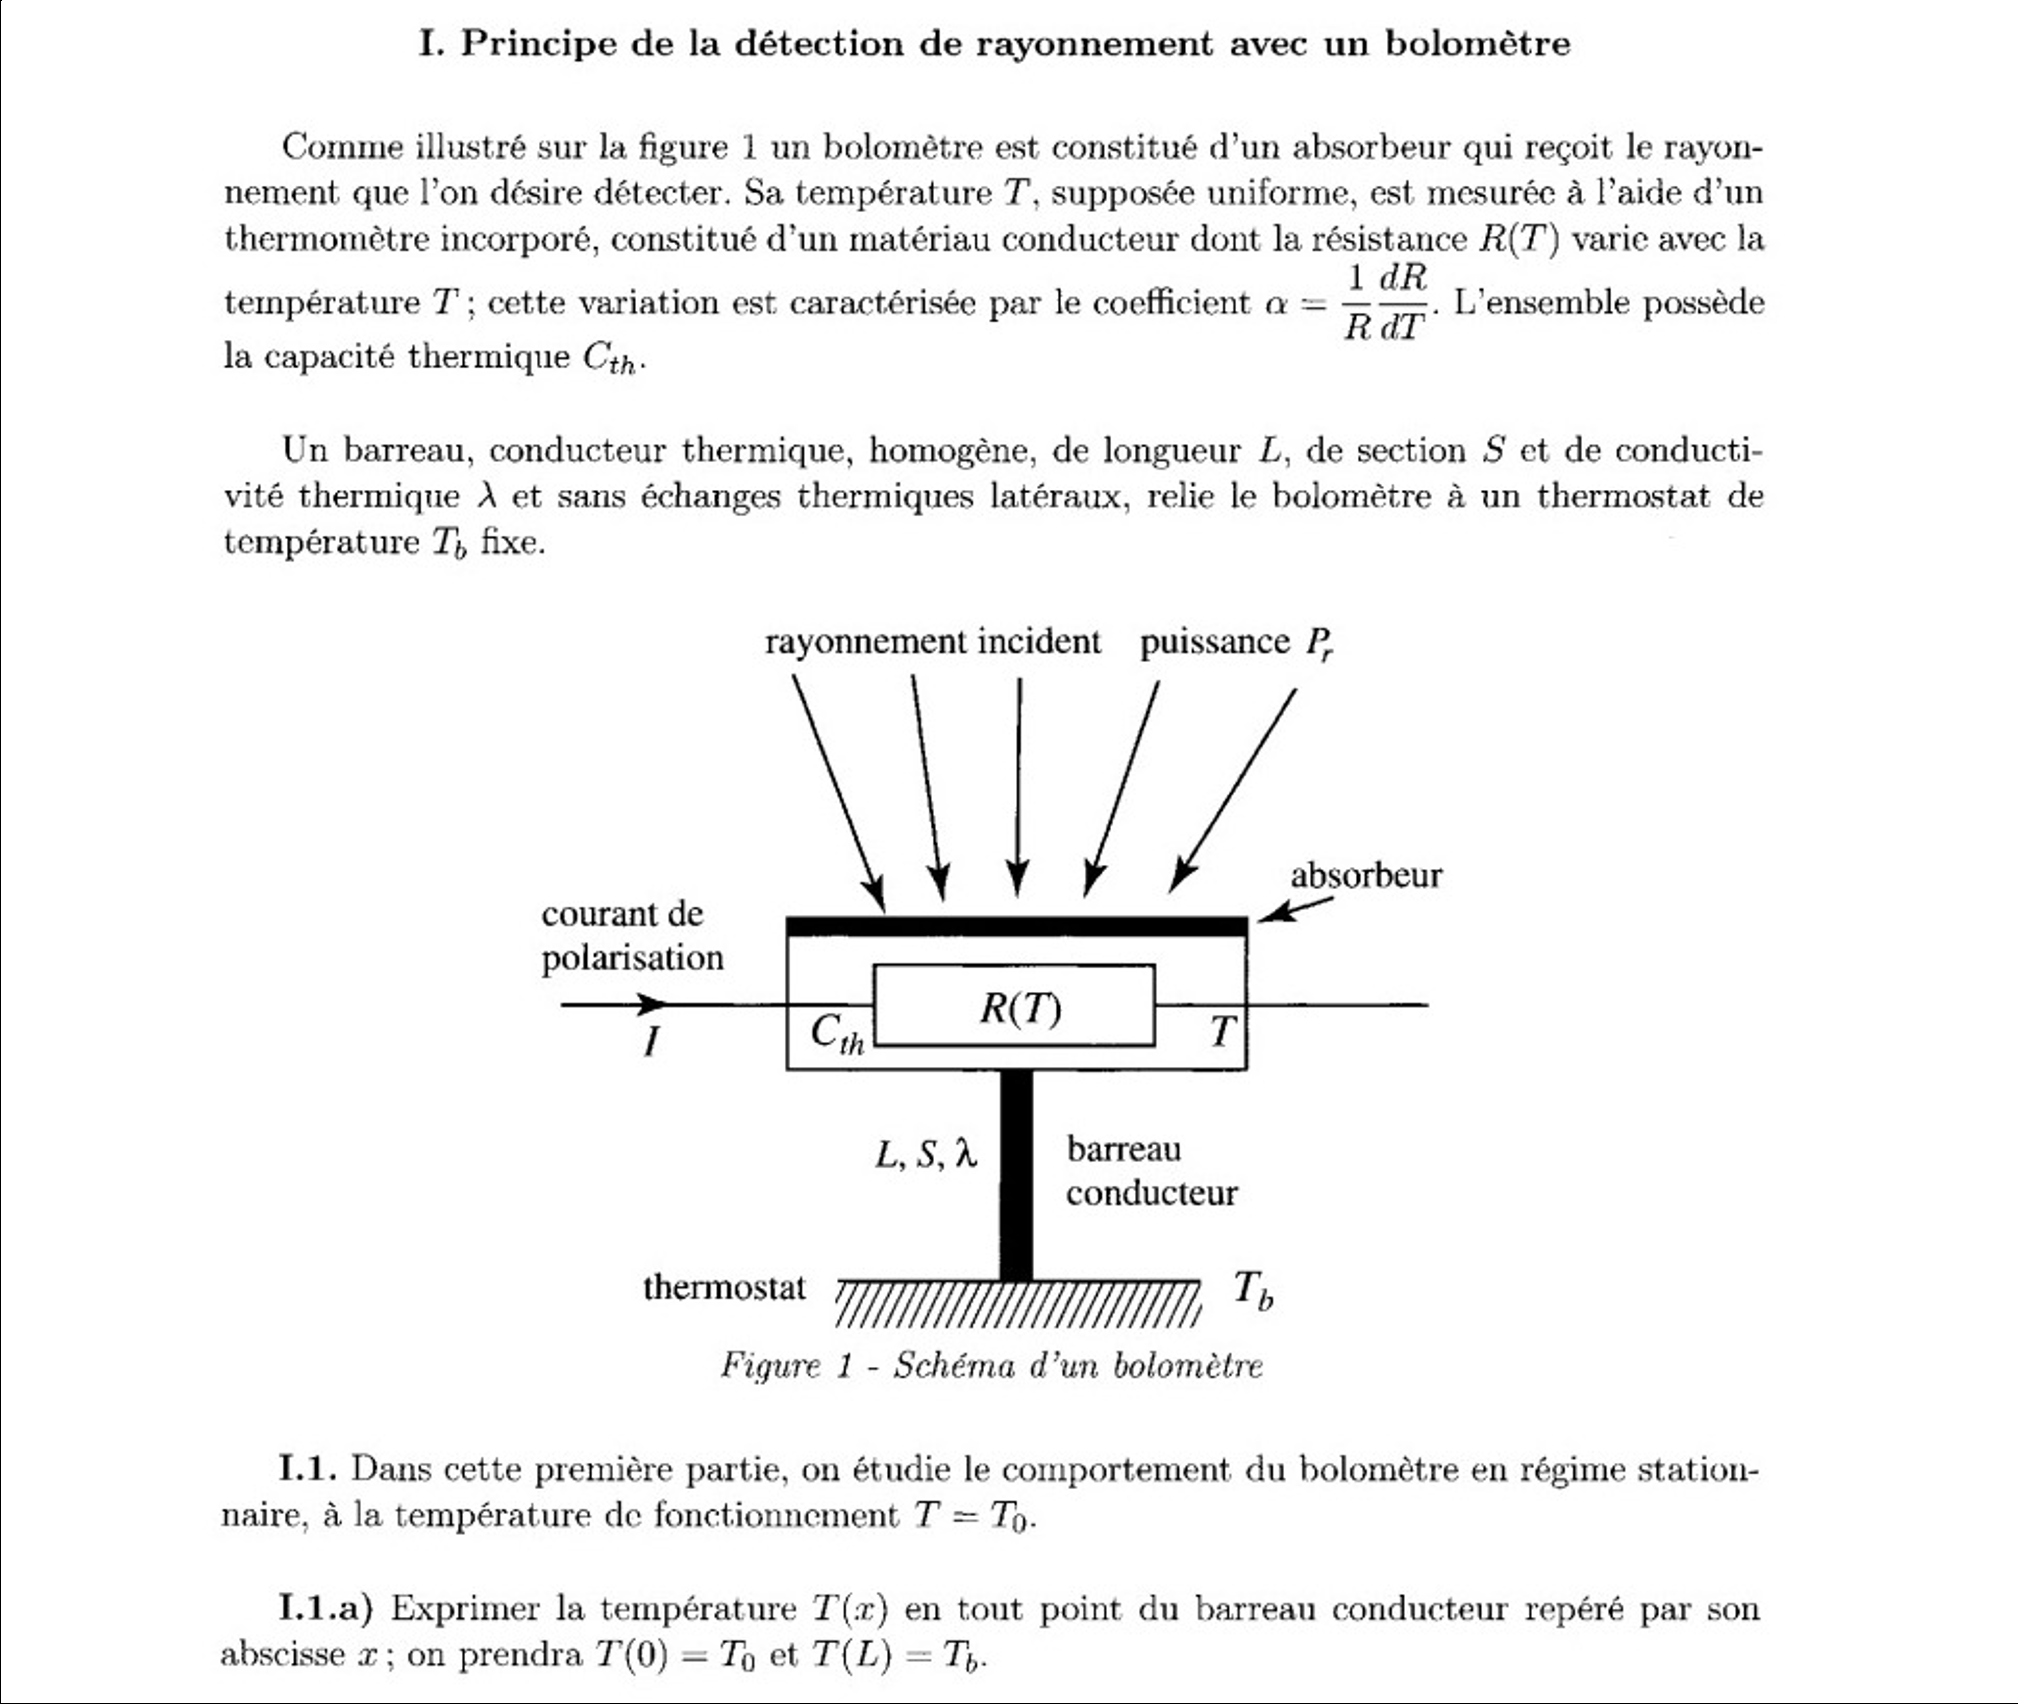 I. Principe de la détection de rayonnement avec un bolomètre
Comme illustré sur la figure 1 un bolomètre est constitué d'un absorbeur qui reçoit le rayon-
nement que l'on désire détecter. Sa température T, supposée uniforme, est mesurée à l'aide d'un
thermomètre incorporé, constitué d'un matériau conducteur dont la résistance R(T) varie avec la
température T ; cette variation est caractérisée par le coefficient α = \frac{1}{R}\frac{dR}{dT}. L'ensemble possède
la capacité thermique C_{th}.
Un barreau, conducteur thermique, homogène, de longueur L, de section S et de conducti-
vité thermique λ et sans échanges thermiques latéraux, relie le bolomètre à un thermostat de
température T_b fixe.
rayonnement incident puissance P_r
absorbeur
courant de
polarisation
I
C_{th}
R(T)
T
L, S, λ
barreau
conducteur
thermostat
T_b
Figure 1 - Schéma d'un bolomètre
I.1. Dans cette première partie, on étudie le comportement du bolomètre en régime station-
naire, à la température de fonctionnement T = T_0.
I.1.a) Exprimer la température T(x) en tout point du barreau conducteur repéré par son
abscisse x ; on prendra T(0) = T_0 et T(L) = T_b.